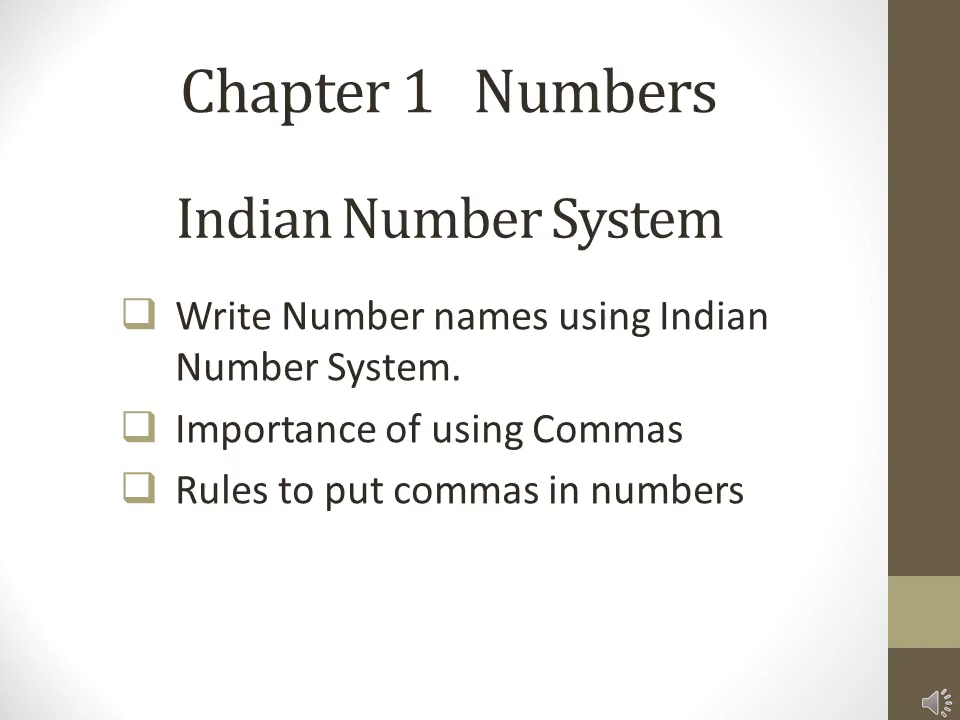 Chapter 1 Numbers
Indian Number System
Write Number names using Indian
Number System.
Importance of using Commas
Rules to put commas in numbers